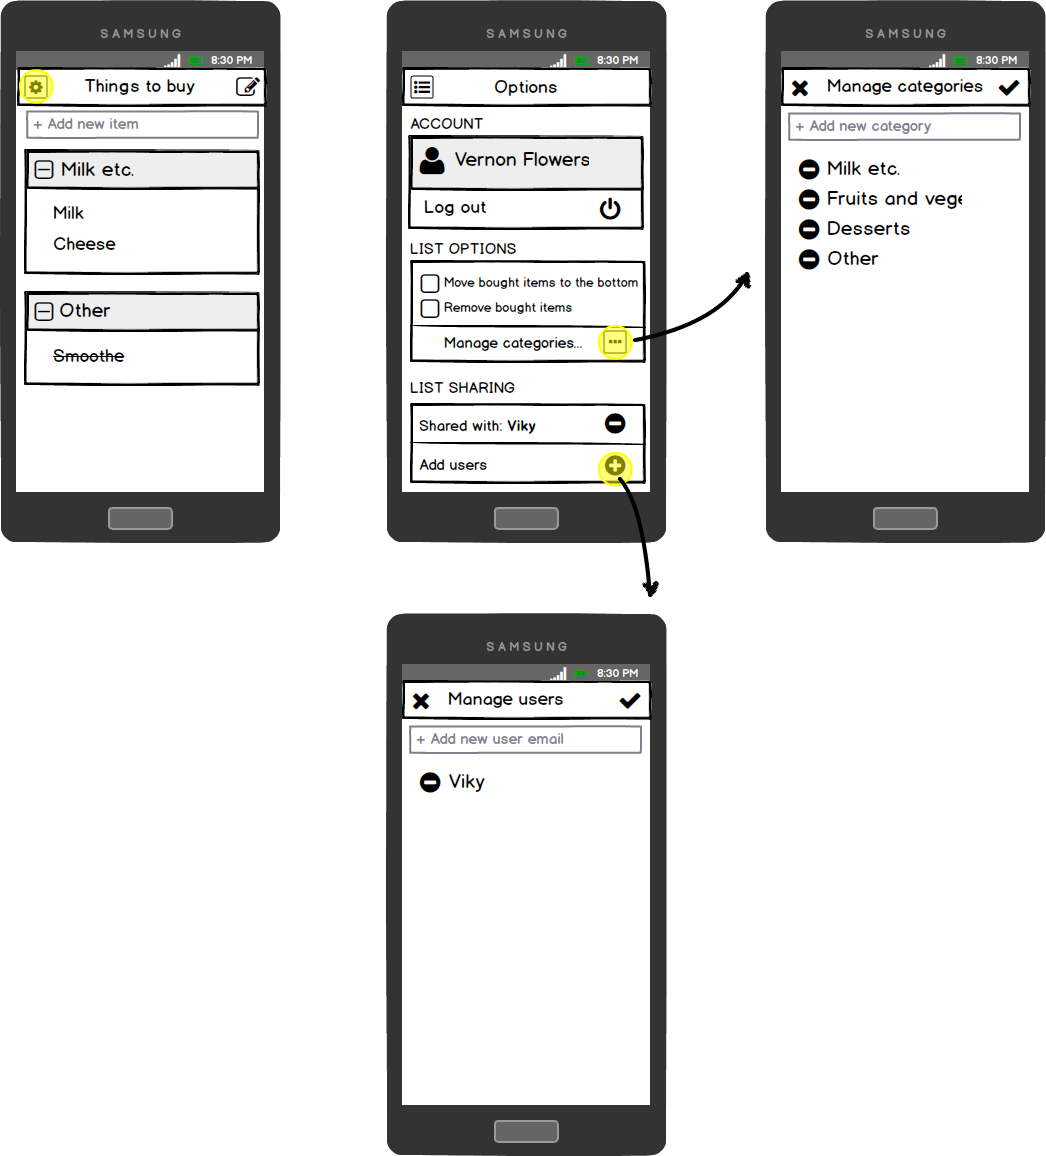 SAMSUNG
8:30 PM
Things to buy
+ Add new item
Milk etc.
Milk
Cheese
Other
Smoothe
SAMSUNG
8:30 PM
Options
ACCOUNT
Vernon Flowers
Log out
LIST OPTIONS
Move bought items to the bottom
Remove bought items
Manage categories...
LIST SHARING
Shared with: Viky
Add users
SAMSUNG
8:30 PM
Manage categories
+ Add new category
Milk etc.
Fruits and vege
Desserts
Other
SAMSUNG
8:30 PM
Manage users
+ Add new user email
Viky